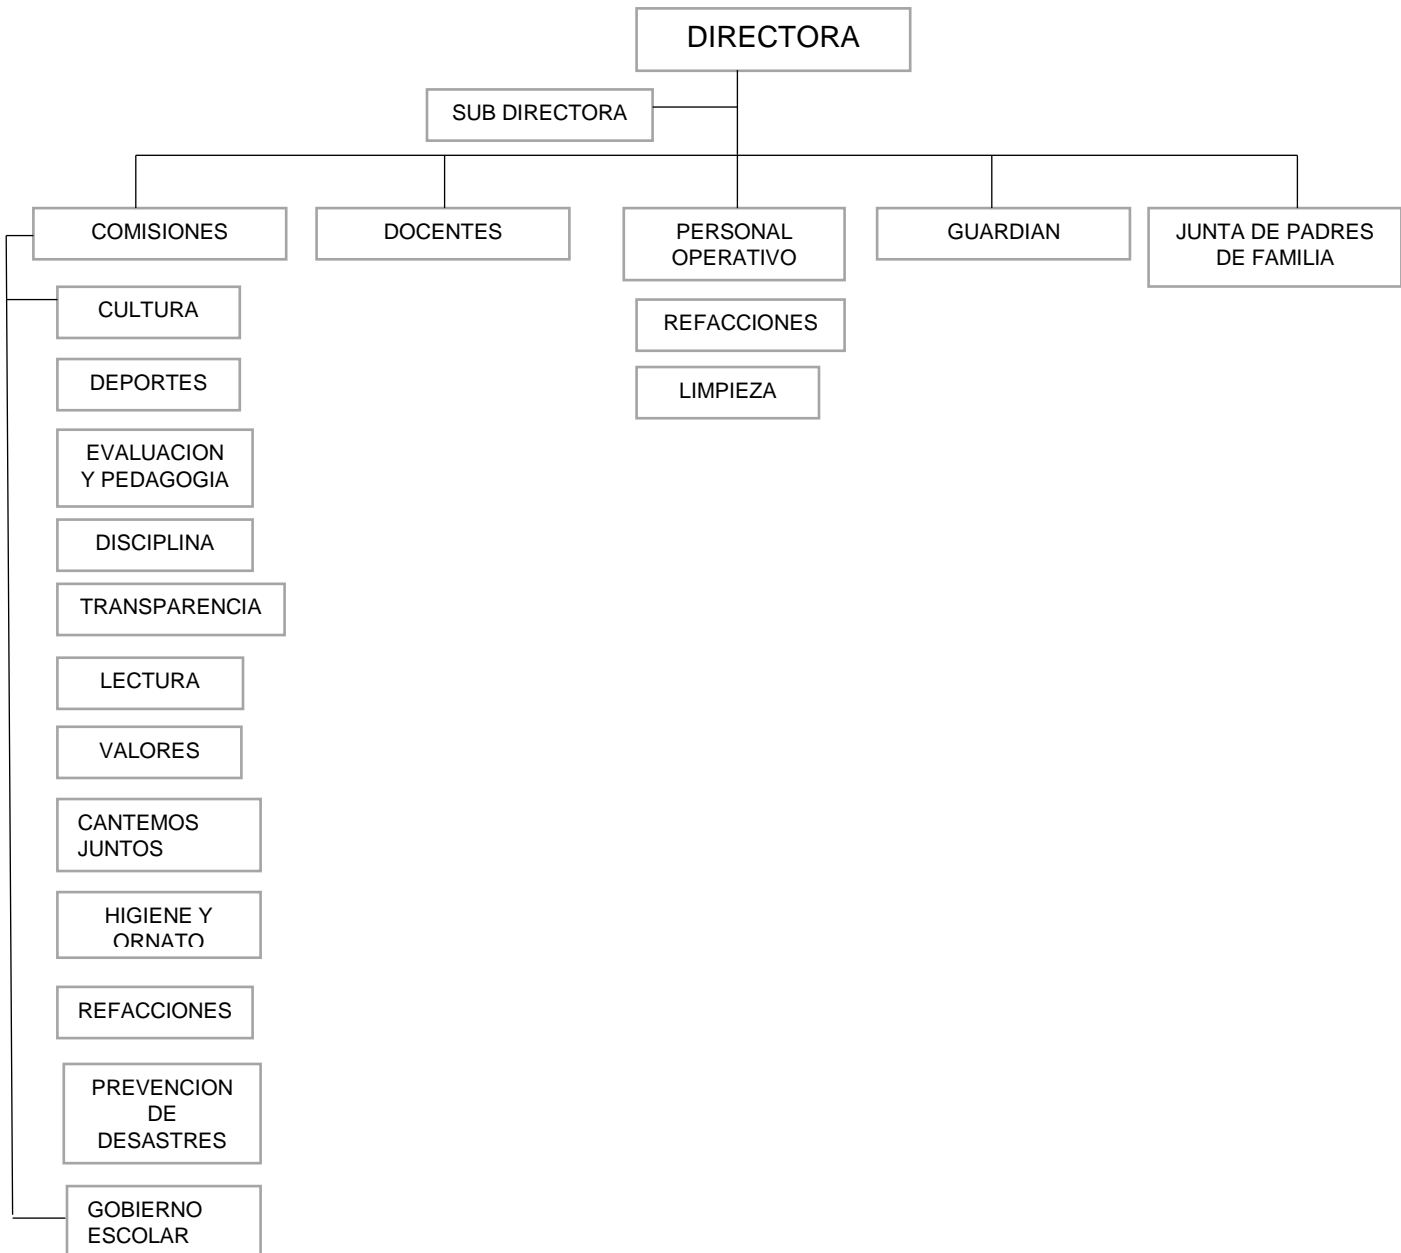 DIRECTORA
SUB DIRECTORA
COMISIONES
DOCENTES
PERSONAL
OPERATIVO
GUARDIAN
JUNTA DE PADRES
DE FAMILIA
CULTURA
DEPORTES
EVALUACION
Y PEDAGOGIA
DISCIPLINA
TRANSPARENCIA
LECTURA
VALORES
CANTEMOS
JUNTOS
HIGIENE Y
ORNATO
REFACCIONES
PREVENCION
DE
DESASTRES
GOBIERNO
ESCOLAR
REFACCIONES
LIMPIEZA